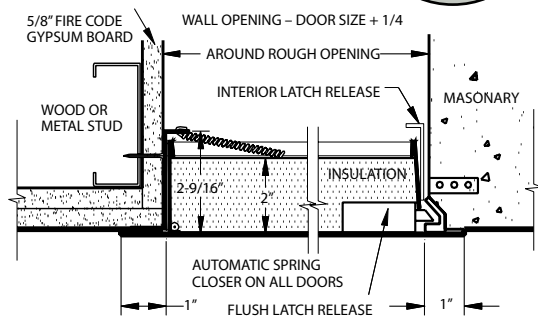 5/8" FIRE CODE
GYPSUM BOARD
WALL OPENING – DOOR SIZE + 1/4
AROUND ROUGH OPENING
INTERIOR LATCH RELEASE
MASONARY
WOOD OR
METAL STUD
INSULATION
2-9/16"
2"
AUTOMATIC SPRING
CLOSER ON ALL DOORS
1"
FLUSH LATCH RELEASE
1"